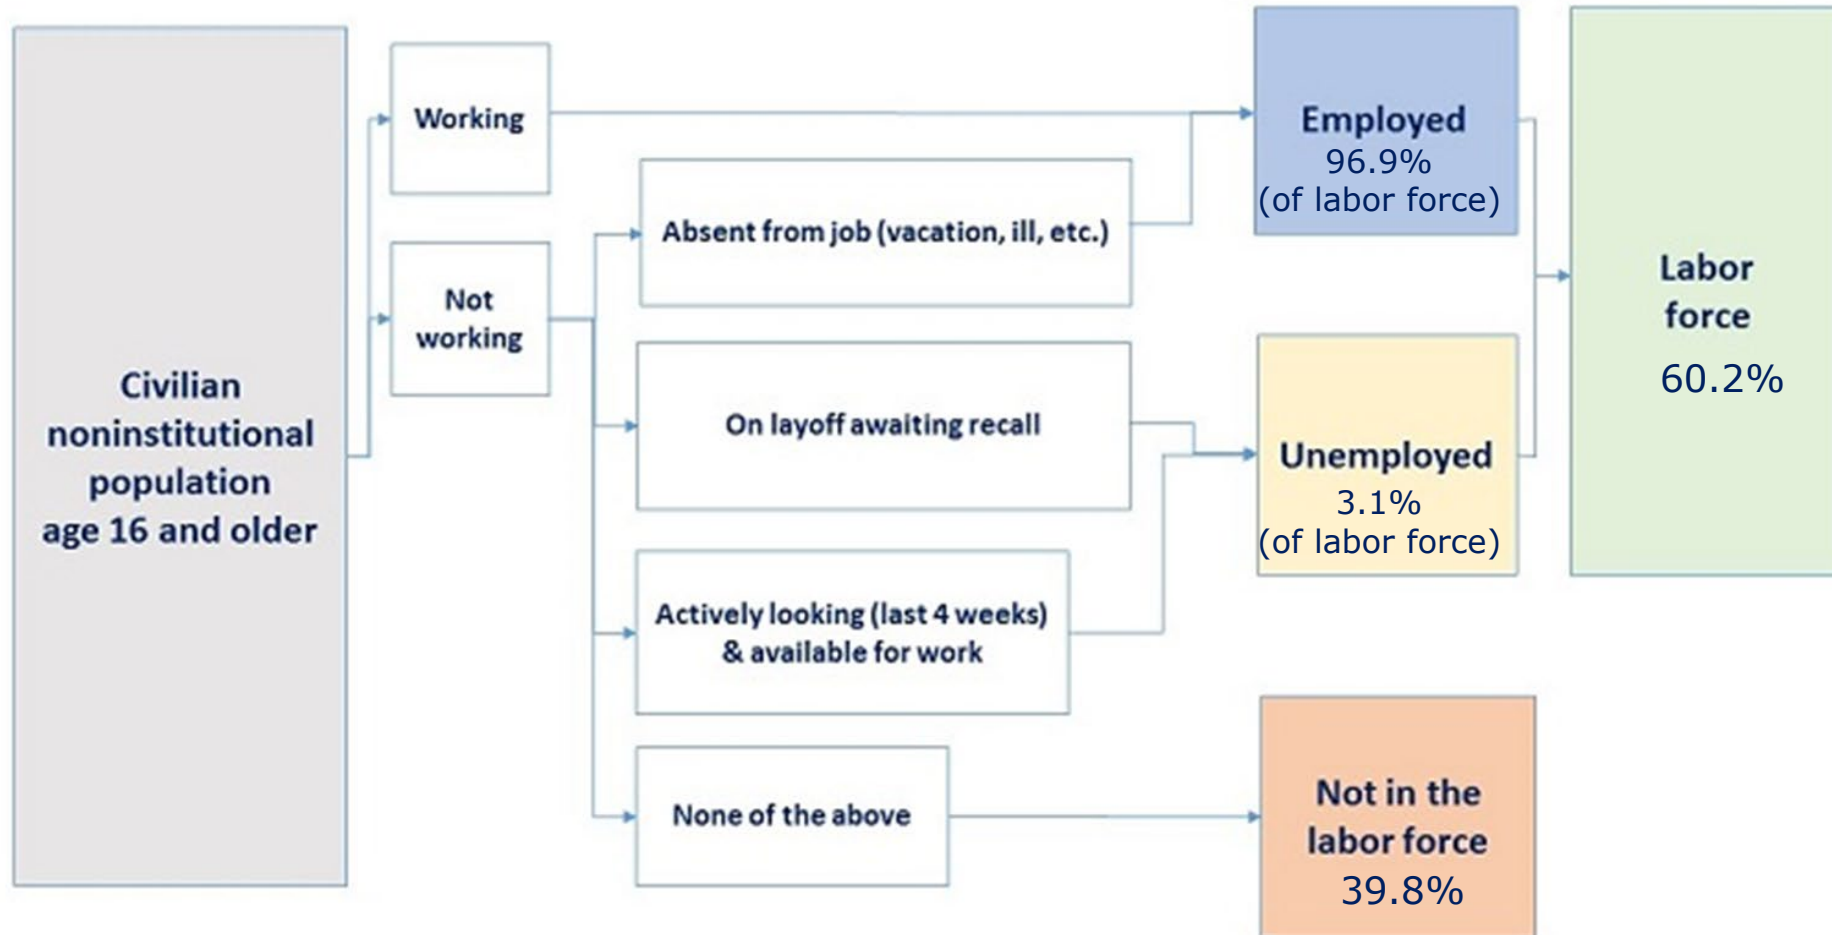 Civilian
noninstitutional
population
age 16 and older
Working
Not
working
Absent from job (vacation, ill, etc.)
On layoff awaiting recall
Actively looking (last 4 weeks)
& available for work
None of the above
Employed
96.9%
(of labor force)
Unemployed
3.1%
(of labor force)
Not in the
labor force
39.8%
Labor
force
60.2%